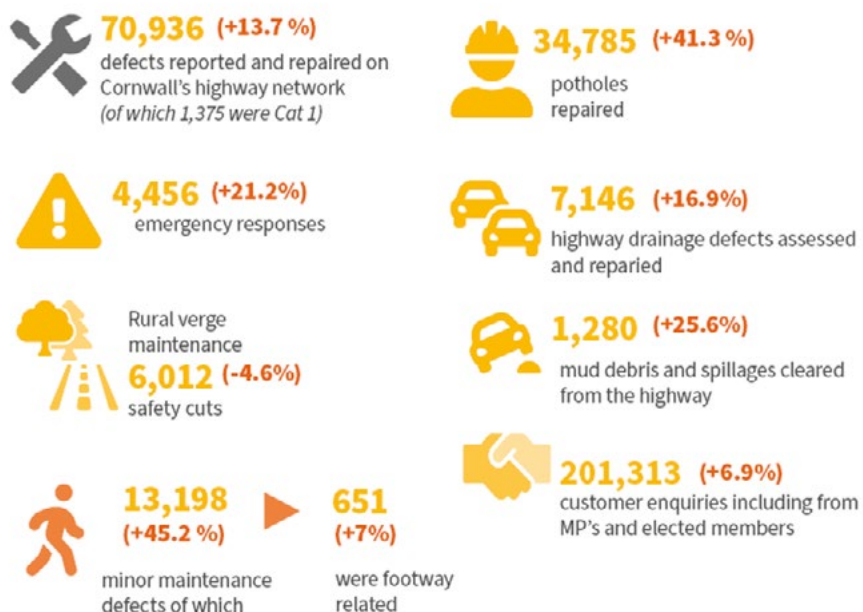 70,936 (+13.7 %)
defects reported and repaired on
Cornwall's highway network
(of which 1,375 were Cat 1)
34,785 (+41.3 %)
potholes
repaired
4,456 (+21.2%)
emergency responses
7,146 (+16.9%)
highway drainage defects assessed
and reparied
Rural verge
maintenance
6,012 (-4.6%)
safety cuts
1,280 (+25.6%)
mud debris and spillages cleared
from the highway
13,198
(+45.2 %)
minor maintenance
defects of which
651
(+7%)
were footway
related
201,313 (+6.9%)
customer enquiries including from
MP's and elected members